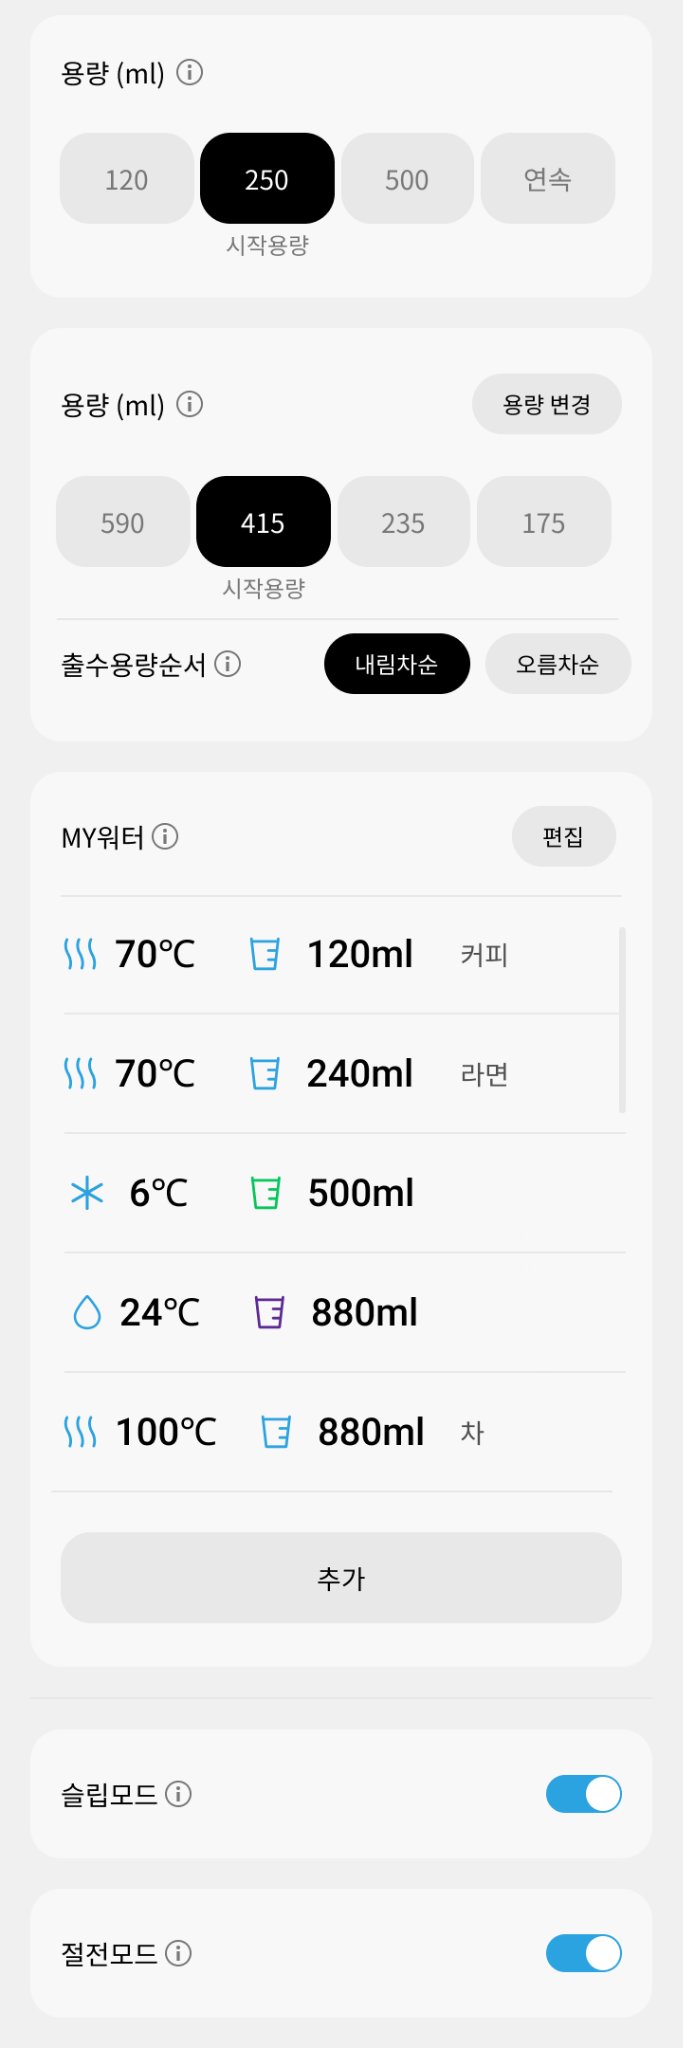 용량 (ml)
120 250 500 연속
시작용량
용량 (ml) 용량 변경
590 415 235 175
시작용량
출수용량순서 내림차순 오름차순
MY워터 편집
70℃ 120ml 커피
70℃ 240ml 라면
6℃ 500ml
24℃ 880ml
100℃ 880ml 차
추가
슬립모드
절전모드